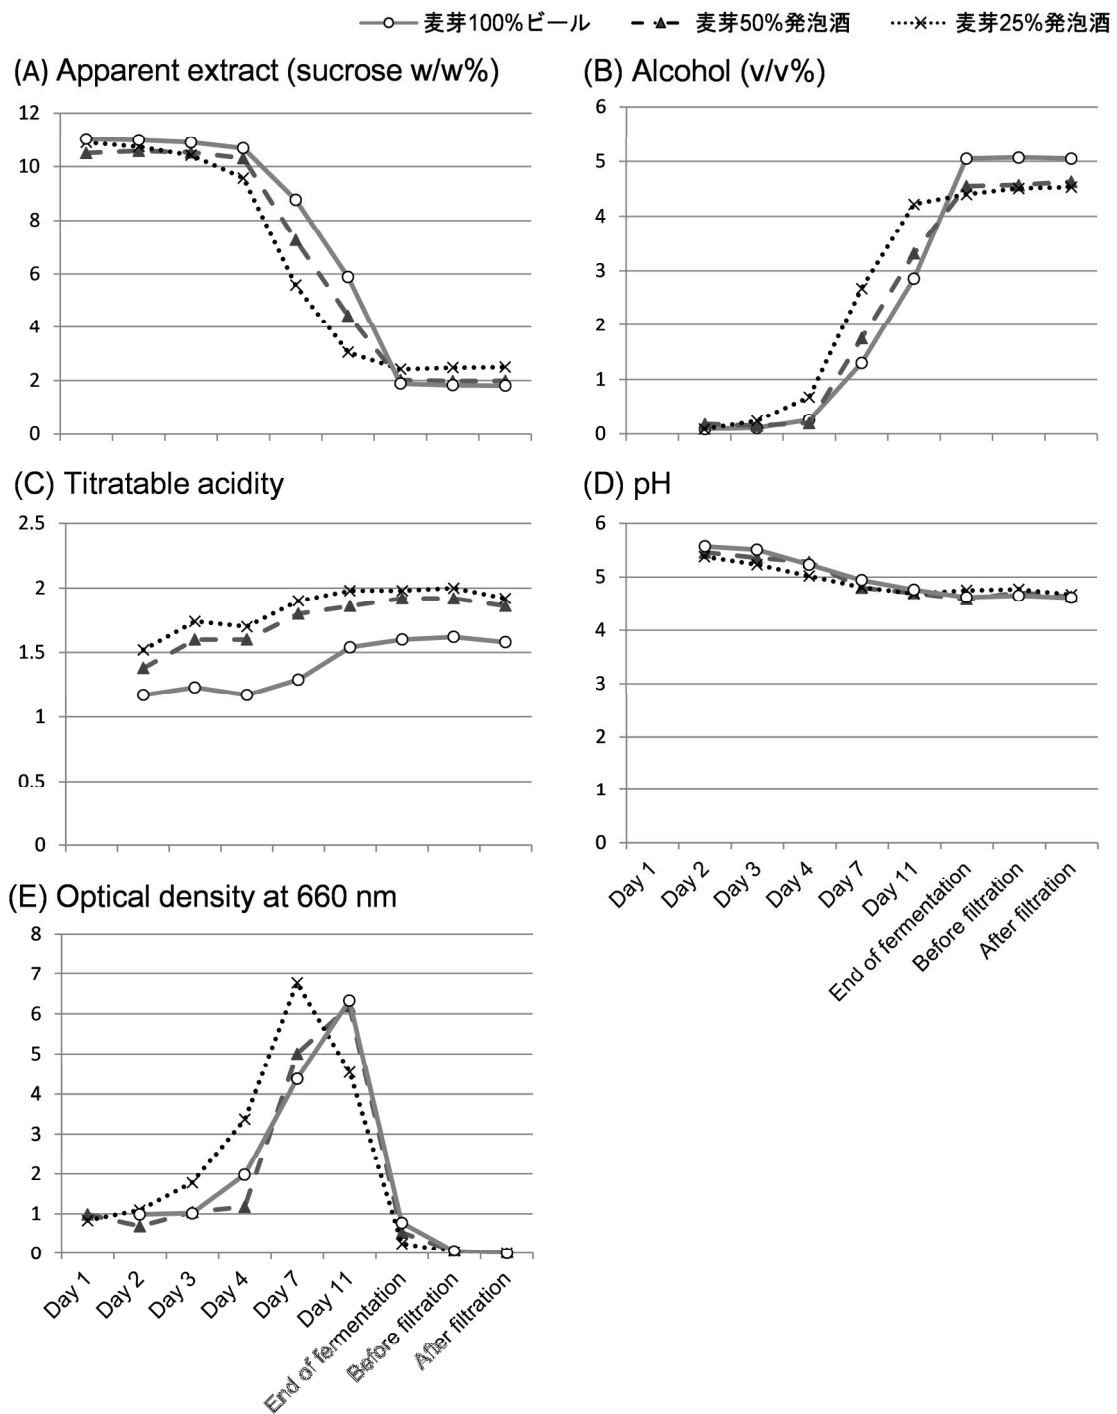 麦芽100%ビール 麦芽50%発泡酒 麦芽25%発泡酒
(A) Apparent extract (sucrose w/w%)
12
10
8
6
4
2
0
(B) Alcohol (v/v%)
6
5
4
3
2
1
0
(C) Titratable acidity
2.5
2
1.5
1
0.5
0
(D) pH
6
5
4
3
2
1
0
Day 1
Day 2
Day 3
Day 4
Day 7
Day 11
End of fermentation
Before filtration
After filtration
(E) Optical density at 660 nm
8
7
6
5
4
3
2
1
0
Day 1
Day 2
Day 3
Day 4
Day 7
Day 11
End of fermentation
Before filtration
After filtration